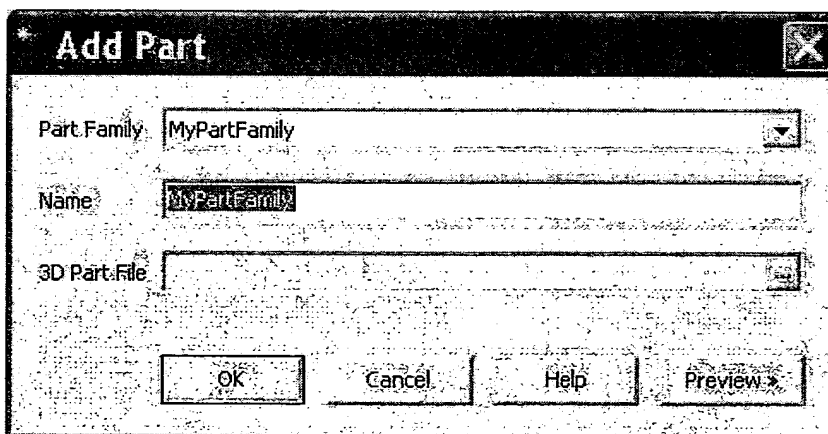 Add Part
Part Family MyPartFamily
Name MyPartFamily
3D Part File ...
OK Cancel Help Preview »